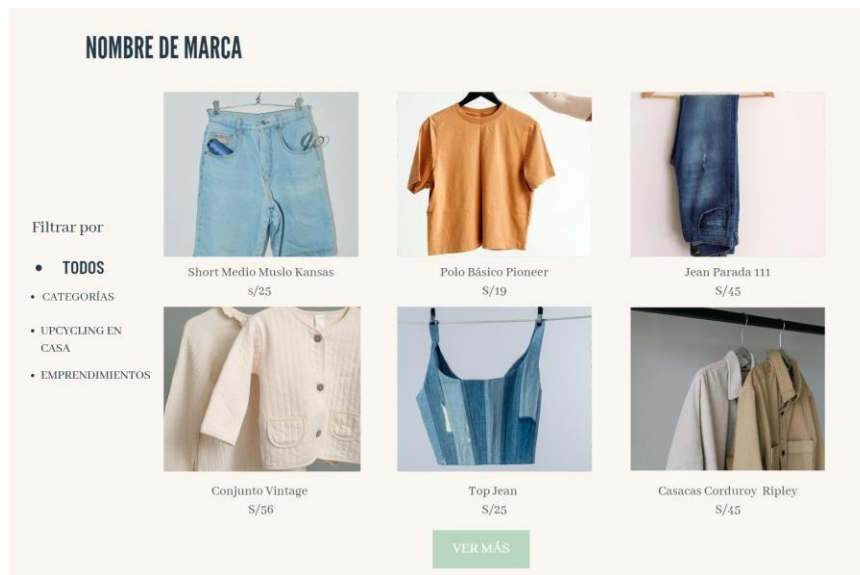 NOMBRE DE MARCA
Filtrar por
• TODOS
• CATEGORÍAS
• UPCYCLING EN
CASA
• EMPRENDIMIENTOS
Short Medio Muslo Kansas
s/25
Polo Básico Pioneer
S/19
Jean Parada 111
S/45
Conjunto Vintage
S/56
Top Jean
S/25
Casacas Corduroy Ripley
S/45
VER MÁS